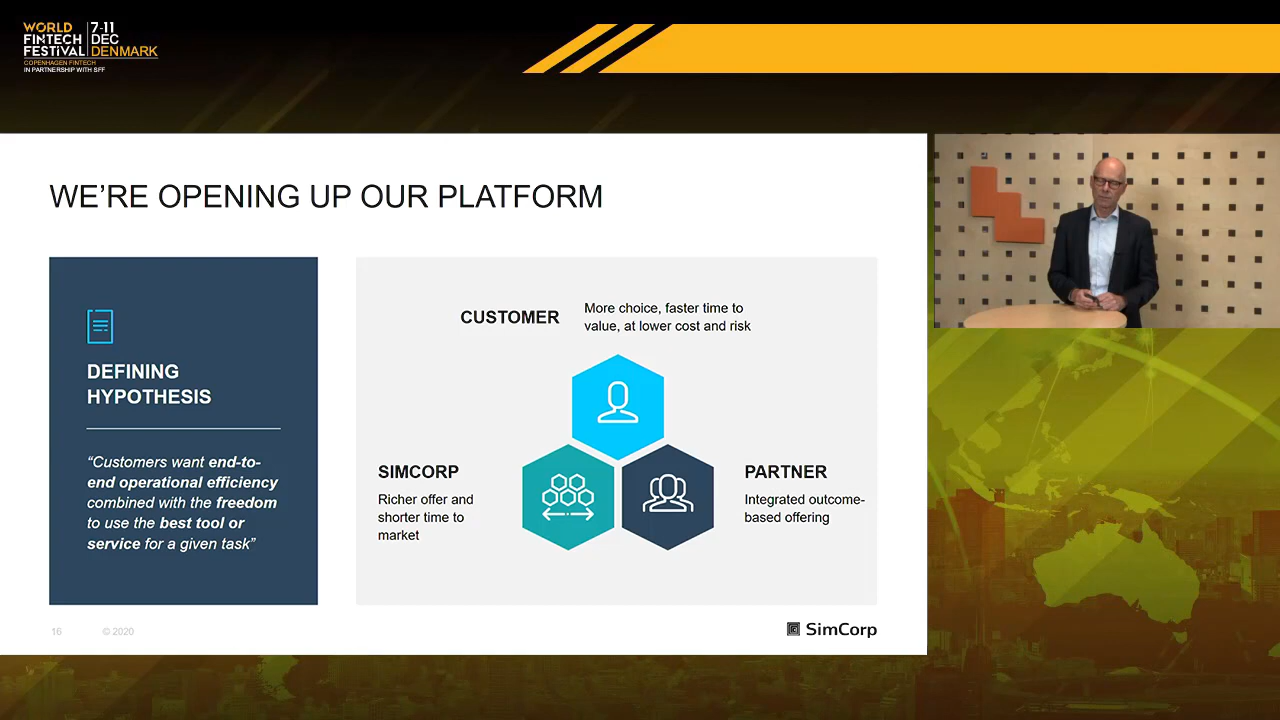 WORLD
FINTECH
FESTIVAL
7-11
DEC
DENMARK
COPENHAGEN FINTECH
IN PARTNERSHIP WITH SFF
WE’RE OPENING UP OUR PLATFORM
DEFINING
HYPOTHESIS
“Customers want end-to-
end operational efficiency
combined with the freedom
to use the best tool or
service for a given task”
CUSTOMER
More choice, faster time to
value, at lower cost and risk
SIMCORP
Richer offer and
shorter time to
market
PARTNER
Integrated outcome-
based offering
16
© 2020
SimCorp